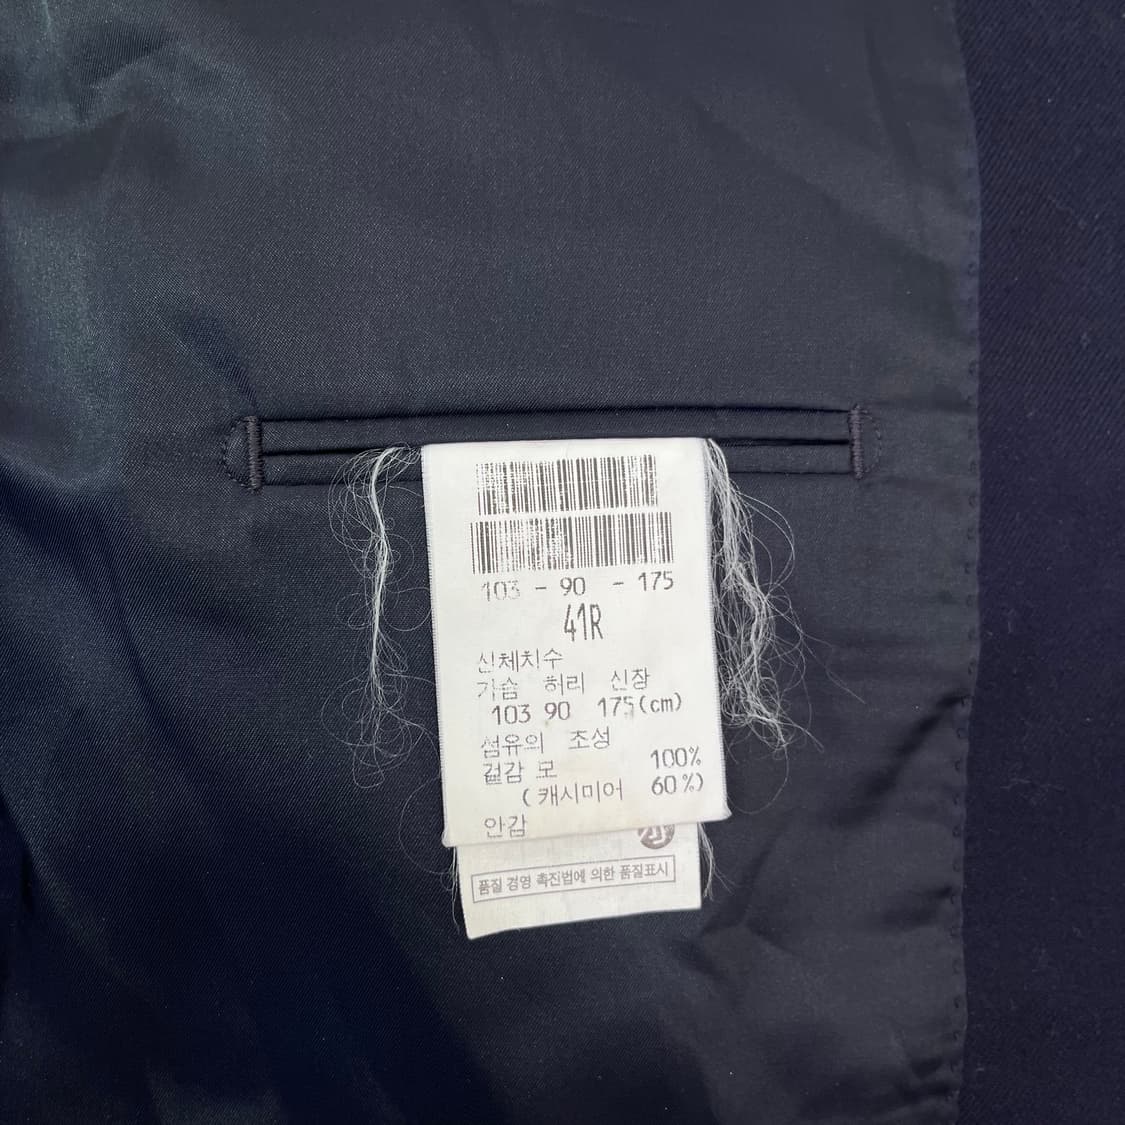 103 - 90 - 175
41R
신체치수
가슴 허리 신장
103 90 175(cm)
섬유의 조성
겉감 모 100%
(캐시미어 60%)
안감
품질 경영 촉진법에 의한 품질표시